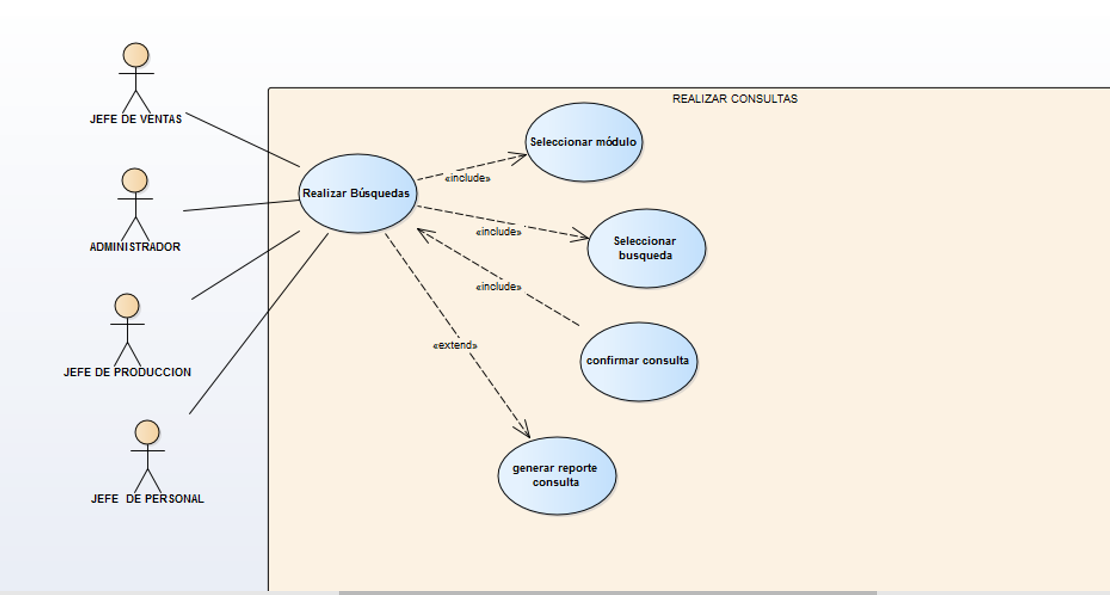 REALIZAR CONSULTAS
JEFE DE VENTAS
ADMINISTRADOR
JEFE DE PRODUCCION
JEFE DE PERSONAL
Realizar Búsquedas
Seleccionar módulo
«include»
Seleccionar
busqueda
«include»
confirmar consulta
«include»
«extend»
generar reporte
consulta